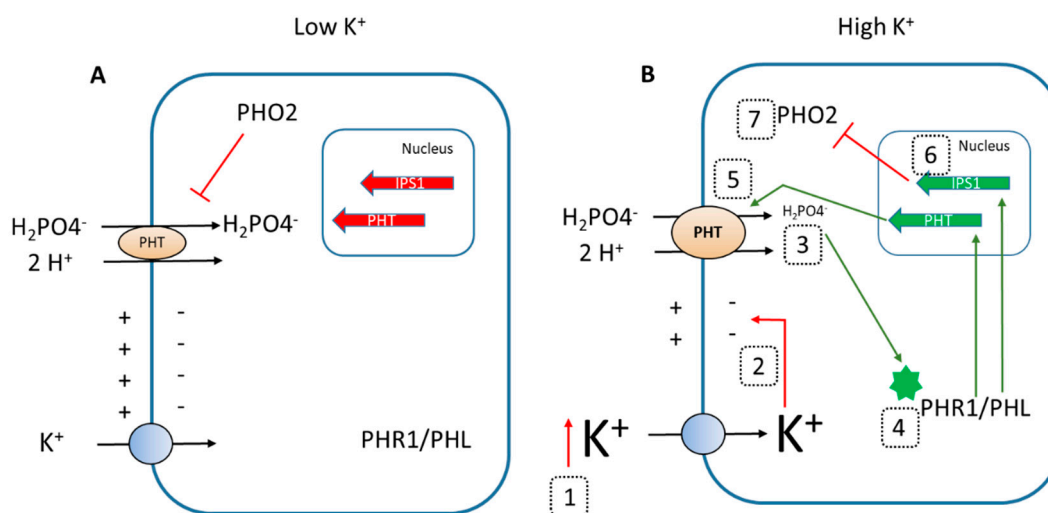 Low K⁺
A
PHO2
Nucleus
IPS1
PHT
H₂PO4⁻
H₂PO4⁻
PHT
2 H⁺
+ -
+ -
+ -
+ -
K⁺
PHR1/PHL
High K⁺
B
7
PHO2
Nucleus
6
IPS1
5
PHT
H₂PO4⁻
PHT
H₂PO4⁻
2 H⁺
3
+ -
+ -
2
PHR1/PHL
4
K⁺
K⁺
1